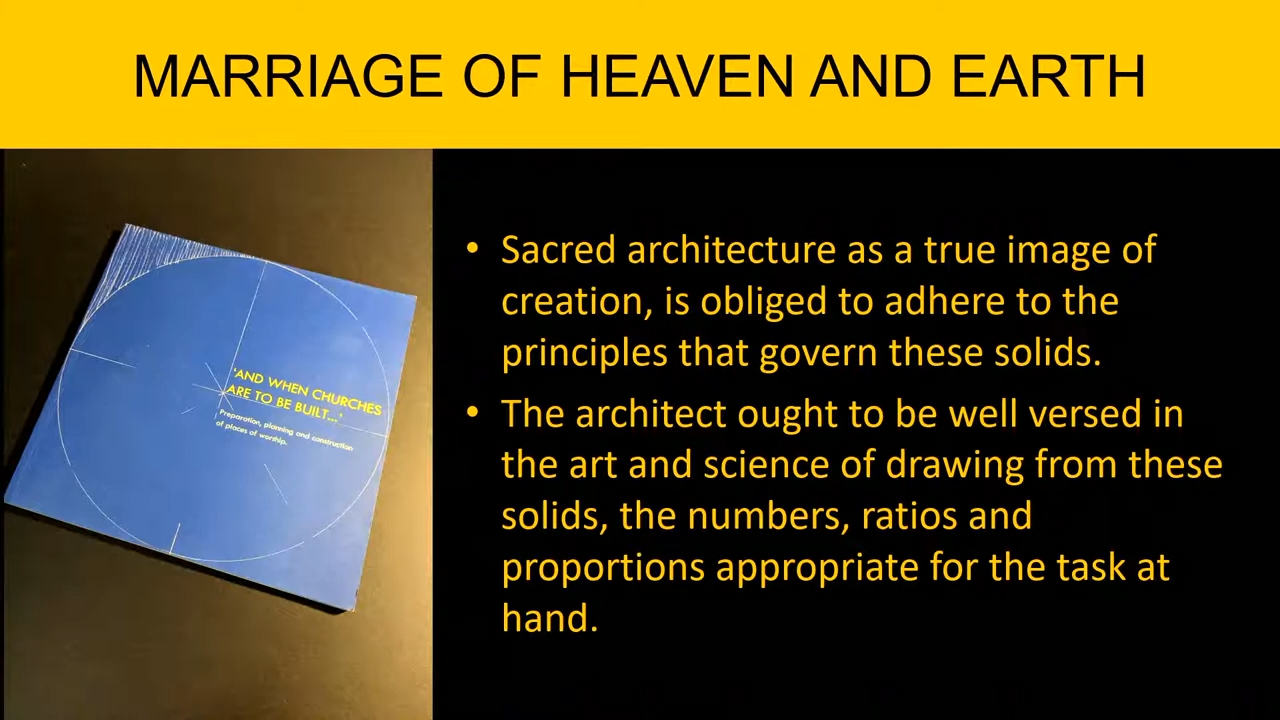 MARRIAGE OF HEAVEN AND EARTH
'AND WHEN CHURCHES
ARE TO BE BUILT...'
Preparation, planning and construction
of places of worship.
• Sacred architecture as a true image of
creation, is obliged to adhere to the
principles that govern these solids.
• The architect ought to be well versed in
the art and science of drawing from these
solids, the numbers, ratios and
proportions appropriate for the task at
hand.